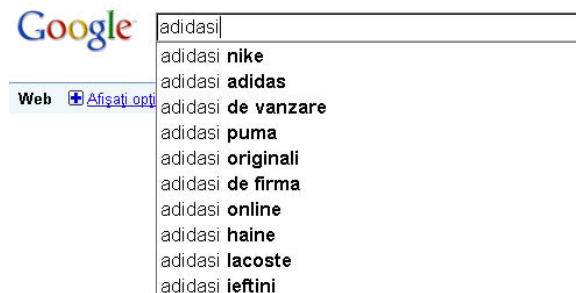 Google adidasi
adidasi nike
adidasi adidas
Web Afişaţi opţi
adidasi de vanzare
adidasi puma
adidasi originali
adidasi de firma
adidasi online
adidasi haine
adidasi lacoste
adidasi ieftini